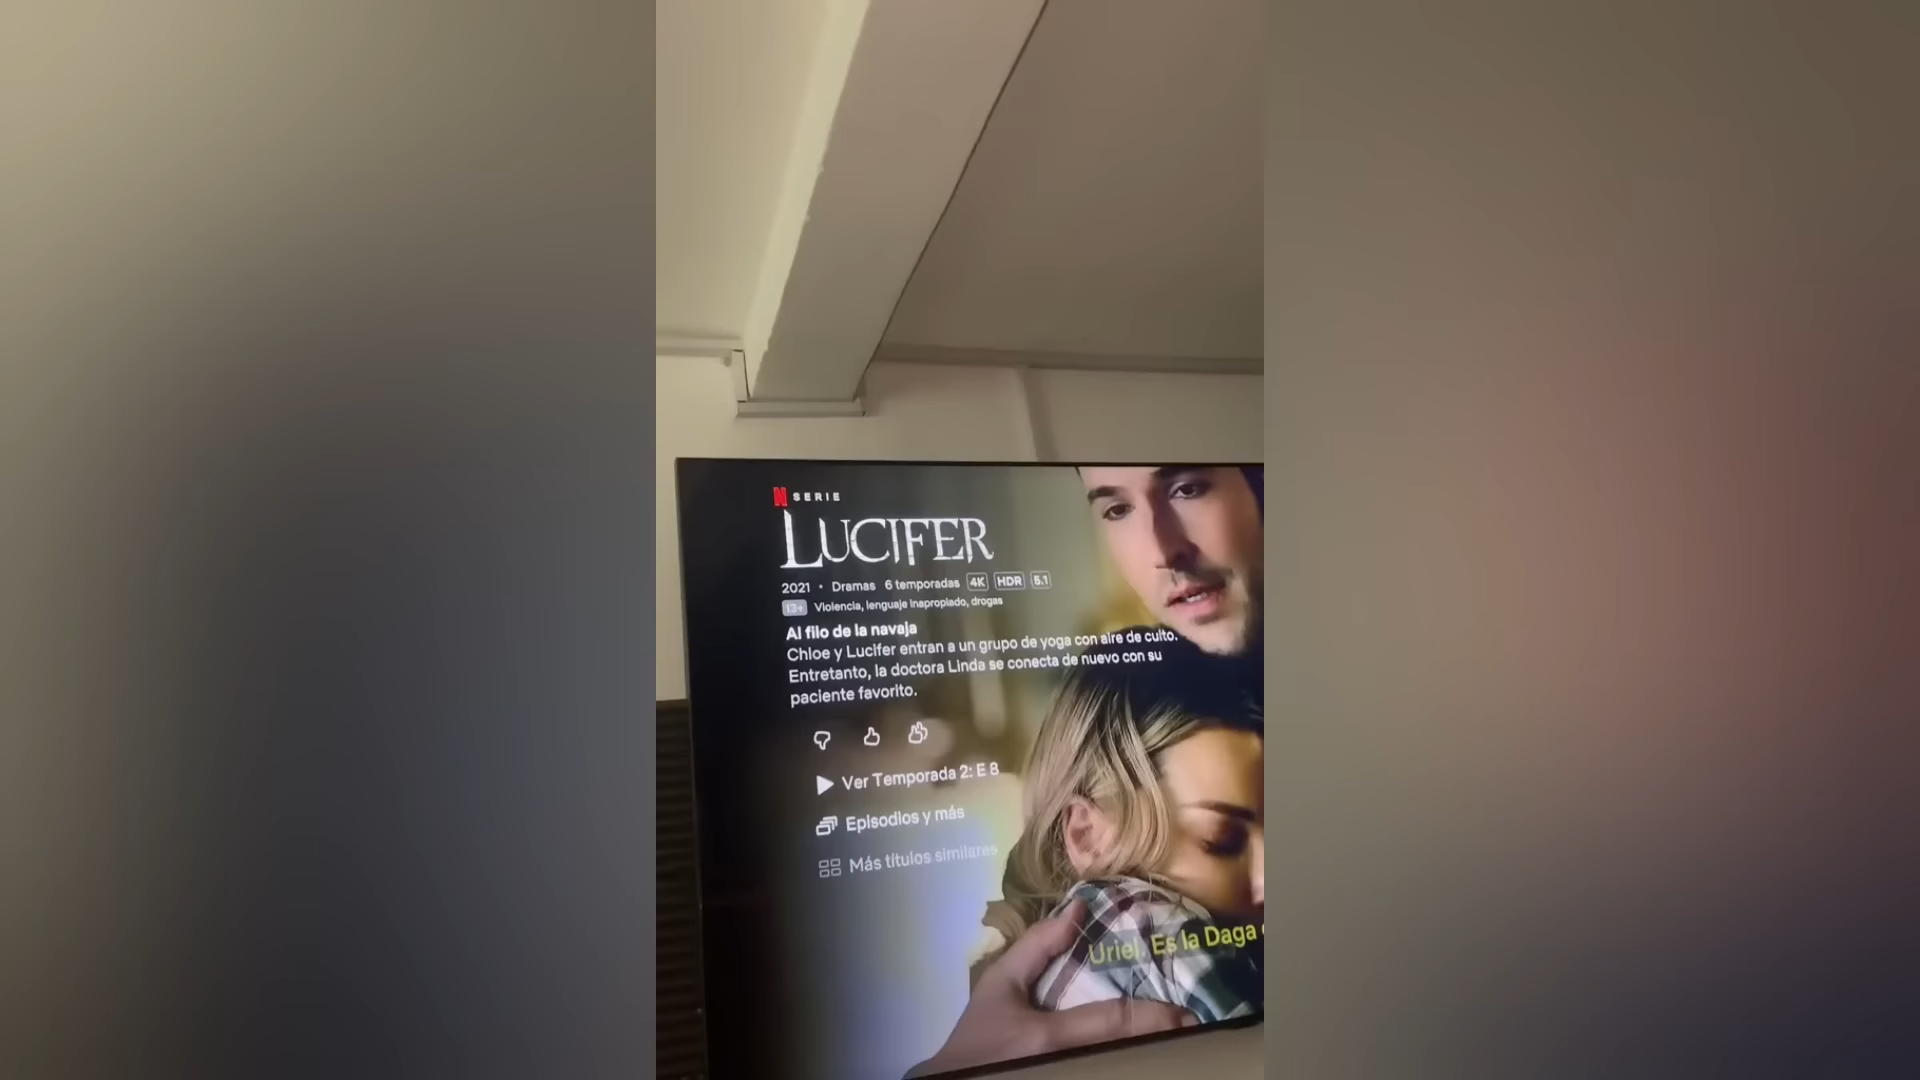 N SERIE
LUCIFER
2021 • Dramas 6 temporadas 4K HDR 5.1
13+ Violencia, lenguaje inapropiado, drogas
Al filo de la navaja
Chloe y Lucifer entran a un grupo de yoga con aire de culto.
Entretanto, la doctora Linda se conecta de nuevo con su
paciente favorito.
Ver Temporada 2: E 8
Episodios y más
Más títulos similares
Uriel. Es la Daga